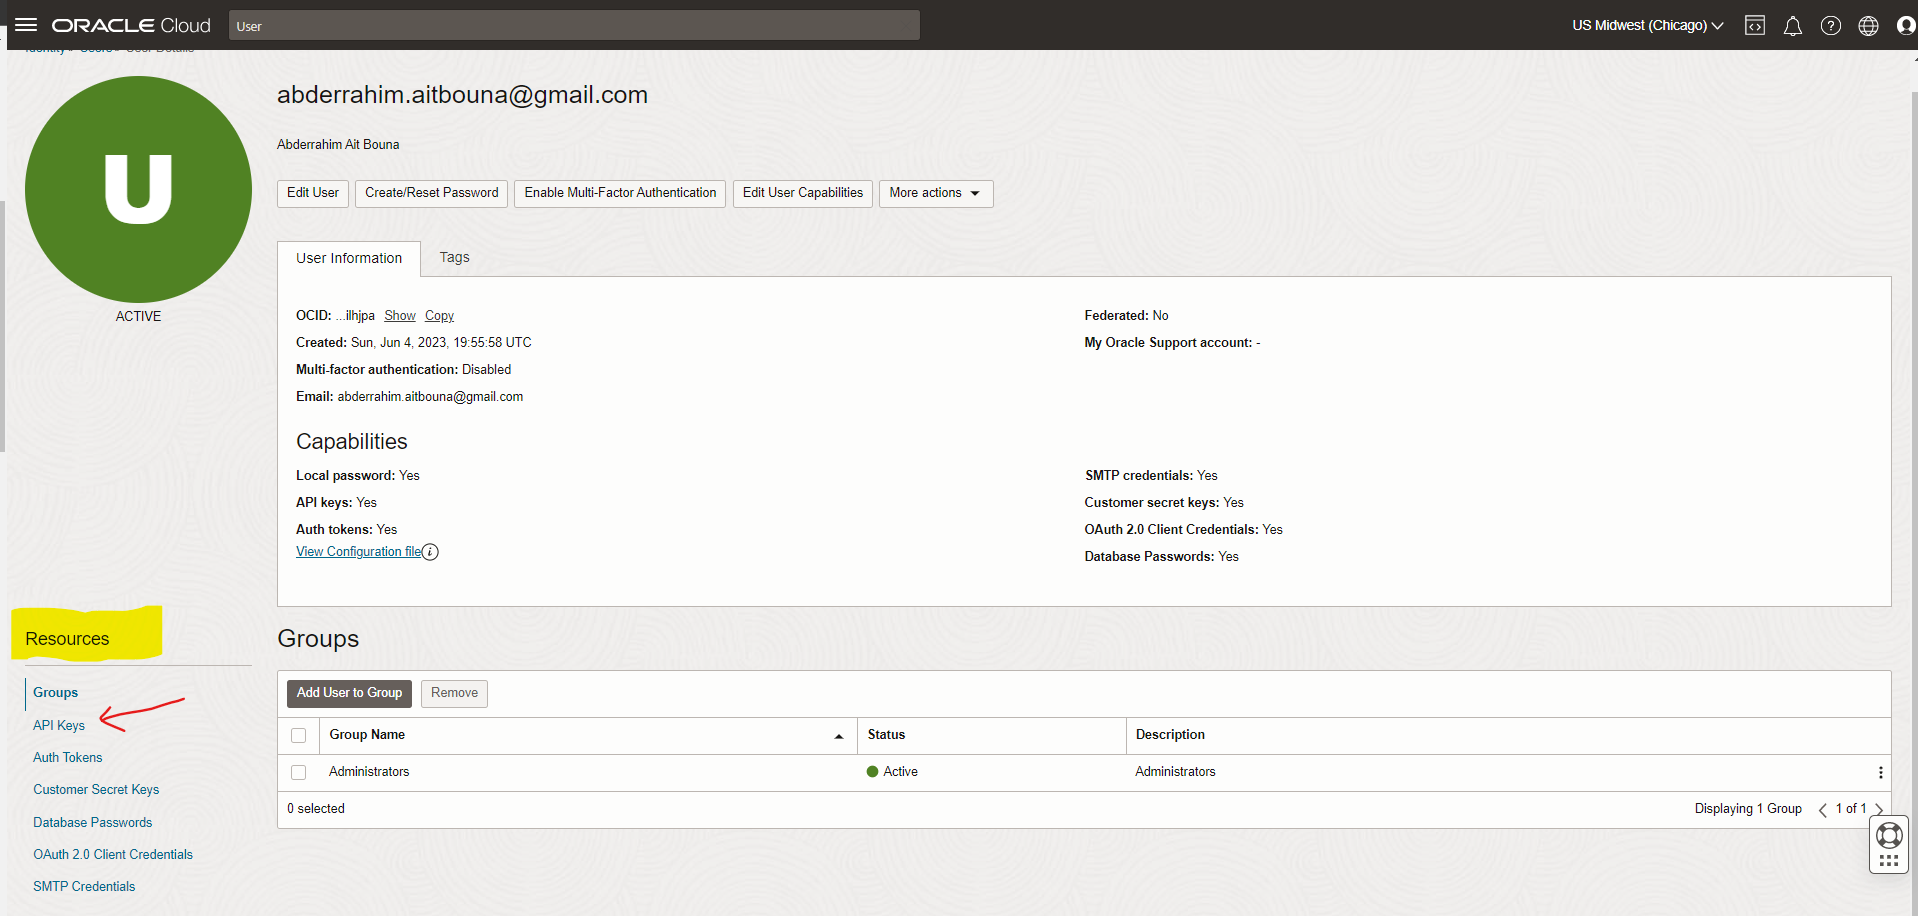 ORACLE Cloud
User
US Midwest (Chicago)
Identity » Users » User Details
U
ACTIVE
abderrahim.aitbouna@gmail.com
Abderrahim Ait Bouna
Edit User
Create/Reset Password
Enable Multi-Factor Authentication
Edit User Capabilities
More actions
User Information
Tags
OCID: ...ilhjpa Show Copy
Created: Sun, Jun 4, 2023, 19:55:58 UTC
Multi-factor authentication: Disabled
Email: abderrahim.aitbouna@gmail.com
Federated: No
My Oracle Support account: -
Capabilities
Local password: Yes
API keys: Yes
Auth tokens: Yes
View Configuration file i
SMTP credentials: Yes
Customer secret keys: Yes
OAuth 2.0 Client Credentials: Yes
Database Passwords: Yes
Resources
Groups
API Keys
Auth Tokens
Customer Secret Keys
Database Passwords
OAuth 2.0 Client Credentials
SMTP Credentials
Groups
Add User to Group
Remove
Group Name Status Description
Administrators Active Administrators
0 selected
Displaying 1 Group < 1 of 1 >